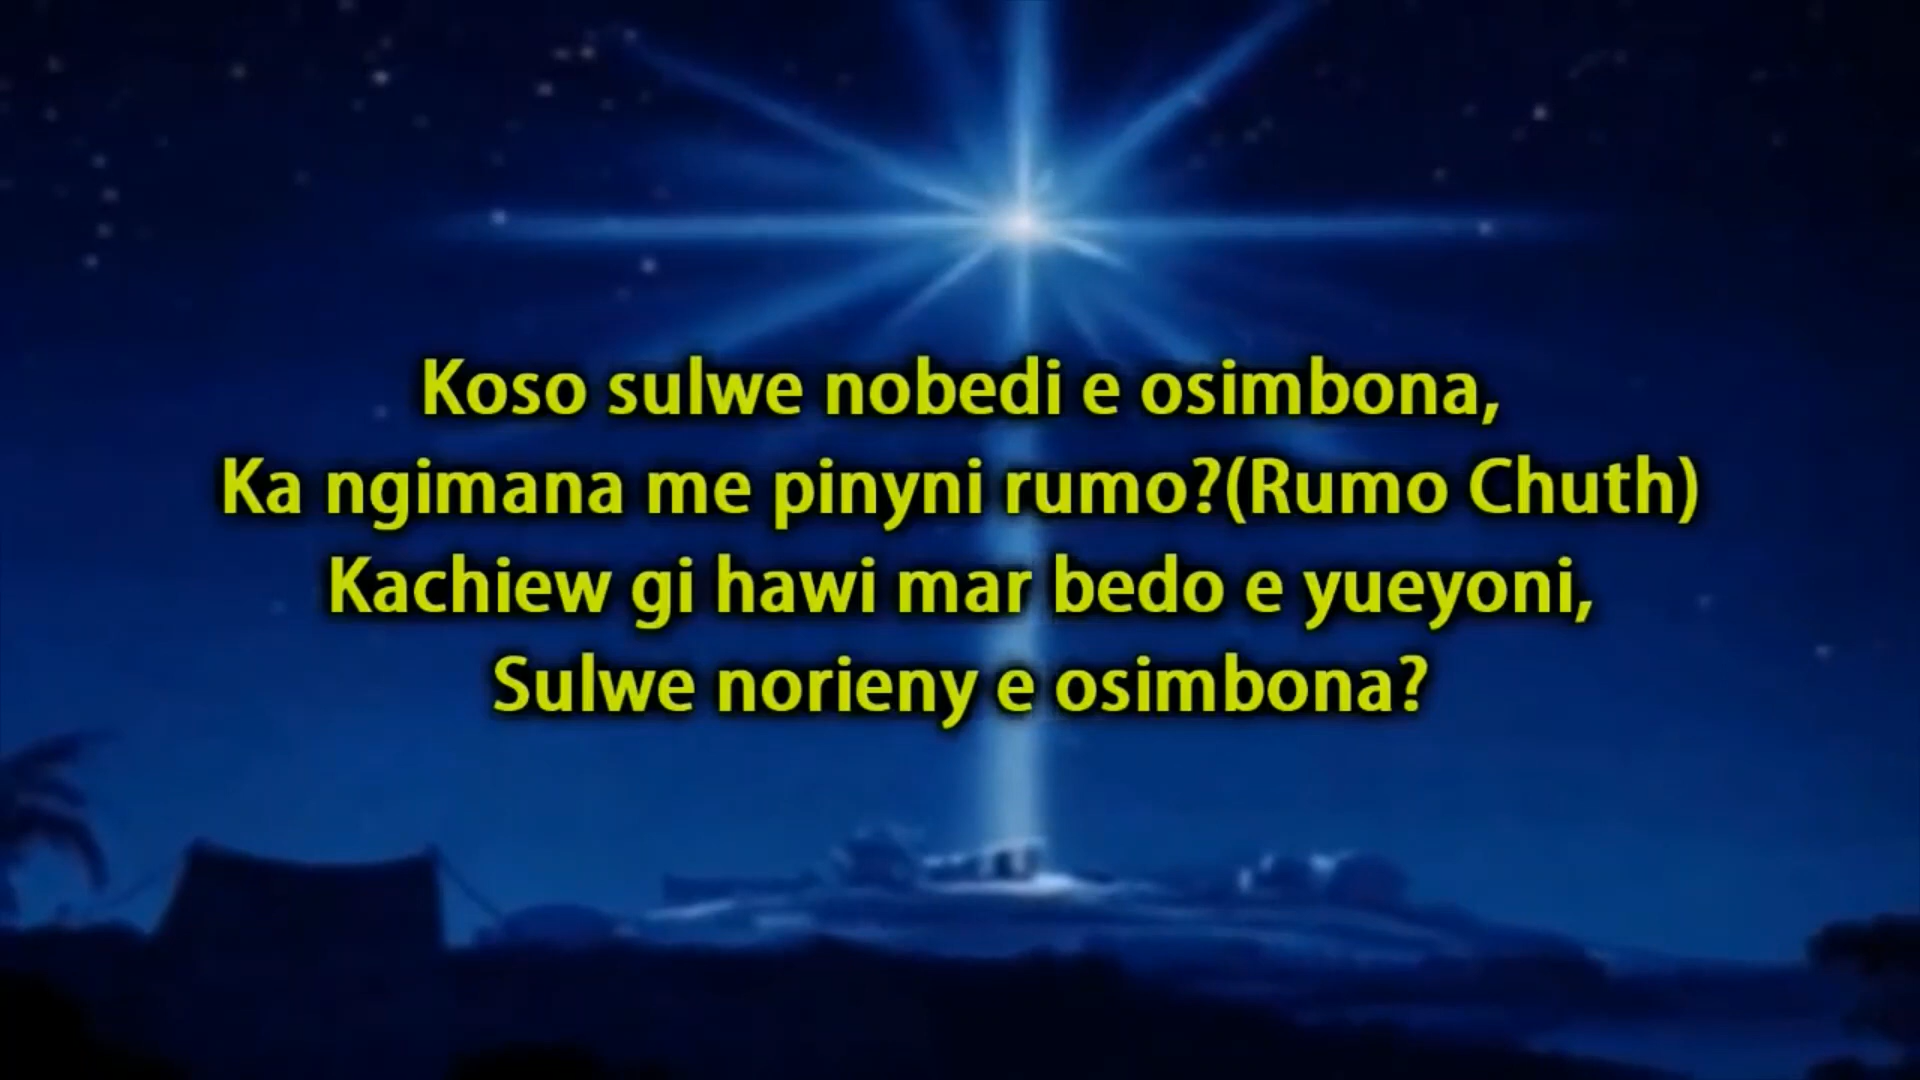 Koso sulwe nobedi e osimbona,
Ka ngimana me pinyni rumo?(Rumo Chuth)
Kachiew gi hawi mar bedo e yueyoni,
Sulwe norieny e osimbona?